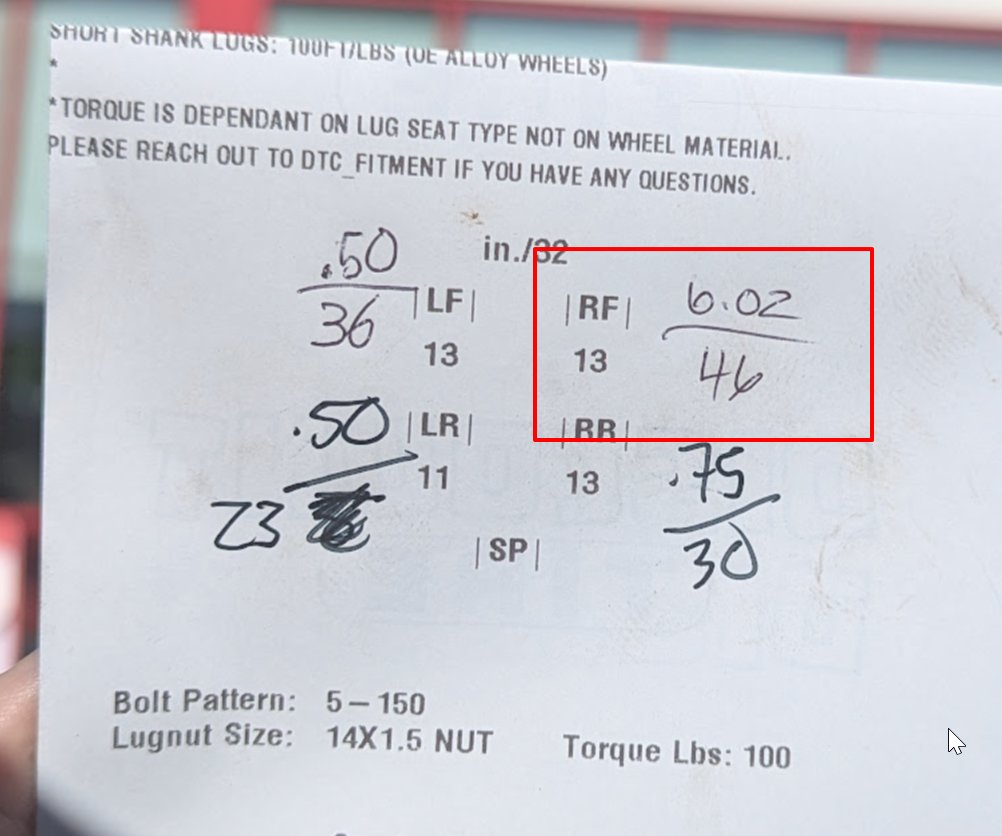 SHORT SHANK LUGS: 100FT/LBS (OE ALLOY WHEELS)
*
*TORQUE IS DEPENDANT ON LUG SEAT TYPE NOT ON WHEEL MATERIAL.
PLEASE REACH OUT TO DTC_FITMENT IF YOU HAVE ANY QUESTIONS.
in./32
.50
36
|LF|
13
|RF|
13
6.02
46
.50
23
|LR|
11
|RR|
13
.75
30
|SP|
Bolt Pattern: 5-150
Lugnut Size: 14X1.5 NUT Torque Lbs: 100